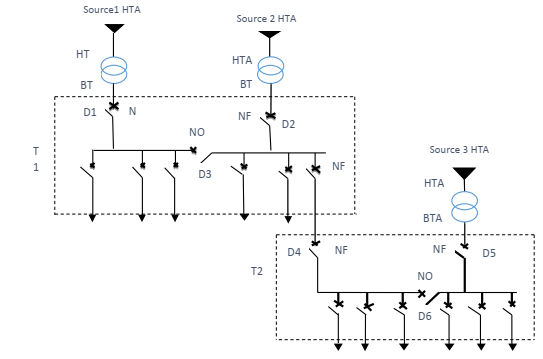 Source1 HTA
Source 2 HTA
HT
HTA
BT
BT
D1
N
NF
D2
NO
T
1
D3
NF
Source 3 HTA
HTA
BTA
D4
NF
NF
D5
T2
NO
D6